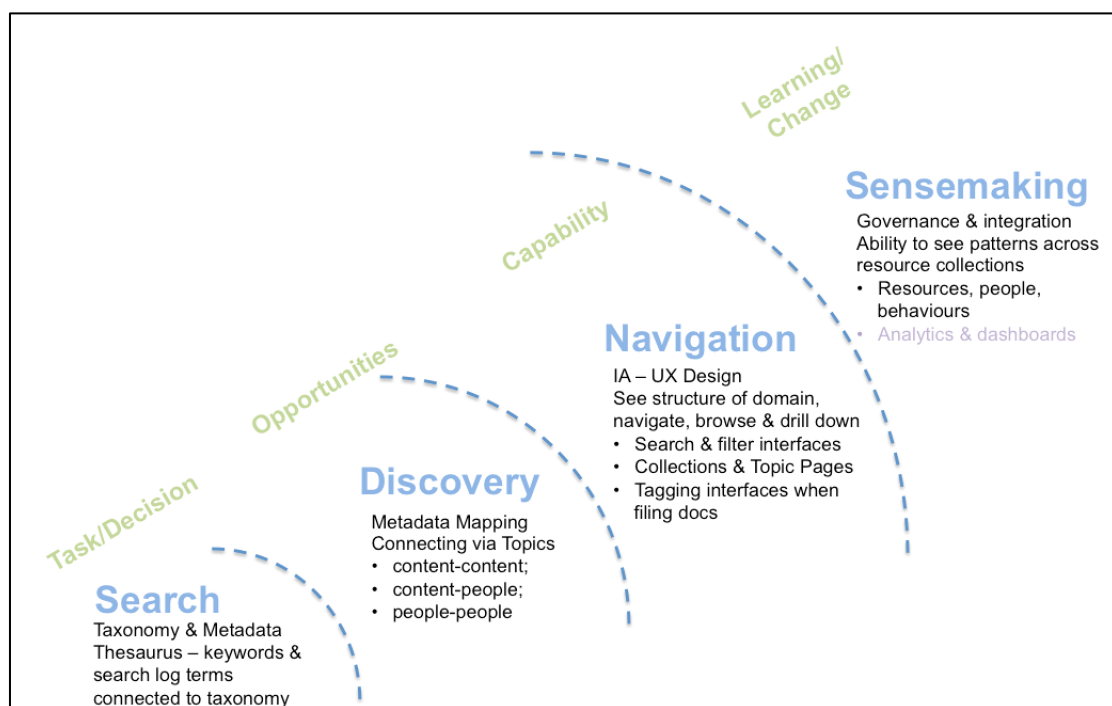 Task/Decision
Search
Taxonomy & Metadata
Thesaurus – keywords &
search log terms
connected to taxonomy
Opportunities
Discovery
Metadata Mapping
Connecting via Topics
• content-content;
• content-people;
• people-people
Capability
Navigation
IA – UX Design
See structure of domain,
navigate, browse & drill down
• Search & filter interfaces
• Collections & Topic Pages
• Tagging interfaces when
filing docs
Learning/
Change
Sensemaking
Governance & integration
Ability to see patterns across
resource collections
• Resources, people,
behaviours
• Analytics & dashboards